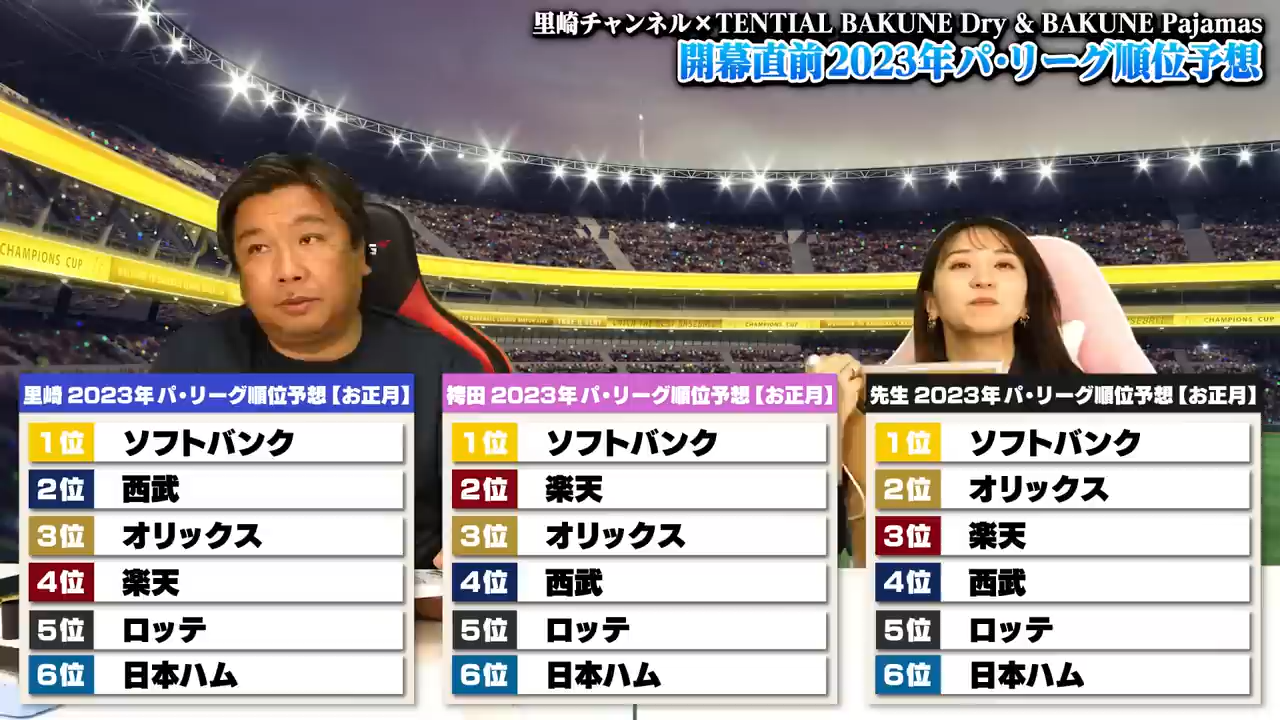 里崎チャンネル×TENTIAL BAKUNE Dry & BAKUNE Pajamas
開幕直前2023年パ・リーグ順位予想
CHAMPIONS CUP
CHAMPIONS CUP
CHAMPIONS CUP
里崎 2023年 パ・リーグ順位予想【お正月】
1位 ソフトバンク
2位 西武
3位 オリックス
4位 楽天
5位 ロッテ
6位 日本ハム
袴田 2023年 パ・リーグ順位予想【お正月】
1位 ソフトバンク
2位 楽天
3位 オリックス
4位 西武
5位 ロッテ
6位 日本ハム
先生 2023年 パ・リーグ順位予想【お正月】
1位 ソフトバンク
2位 オリックス
3位 楽天
4位 西武
5位 ロッテ
6位 日本ハム